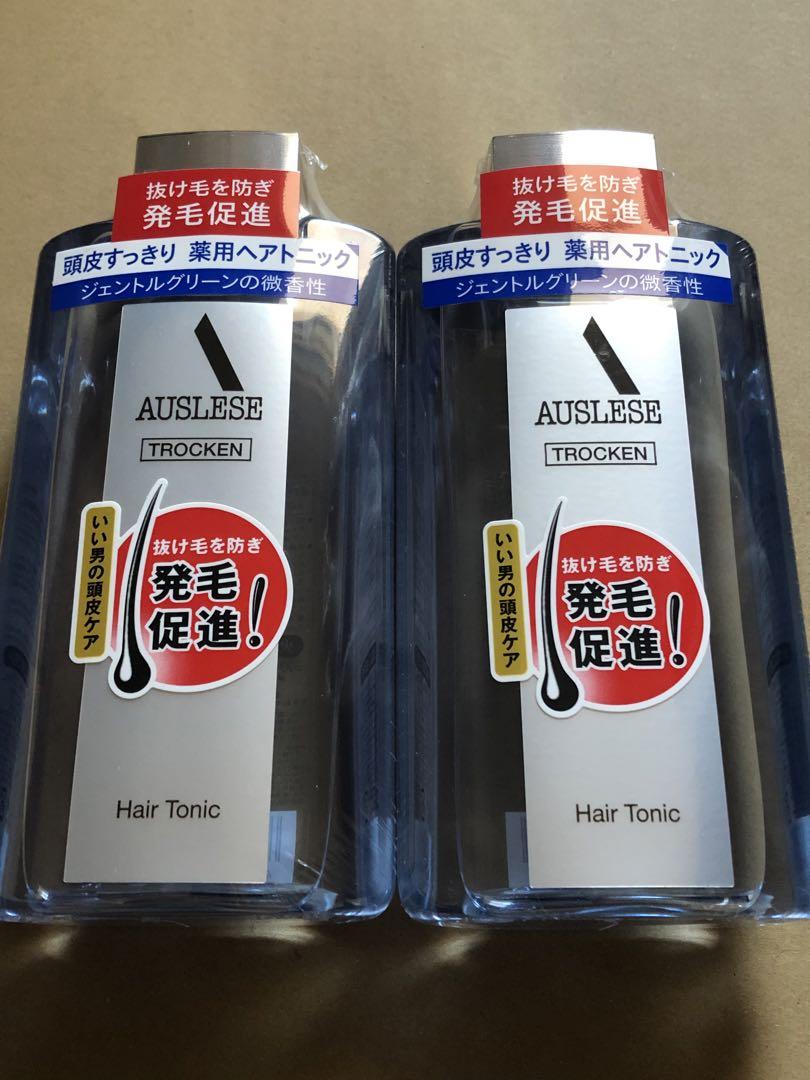 抜け毛を防ぎ
発毛促進
頭皮すっきり 薬用ヘアトニック
ジェントルグリーンの微香性
AUSLESE
TROCKEN
いい男の頭皮ケア
抜け毛を防ぎ
発毛
促進!
Hair Tonic
抜け毛を防ぎ
発毛促進
頭皮すっきり 薬用ヘアトニック
ジェントルグリーンの微香性
AUSLESE
TROCKEN
いい男の頭皮ケア
抜け毛を防ぎ
発毛
促進!
Hair Tonic